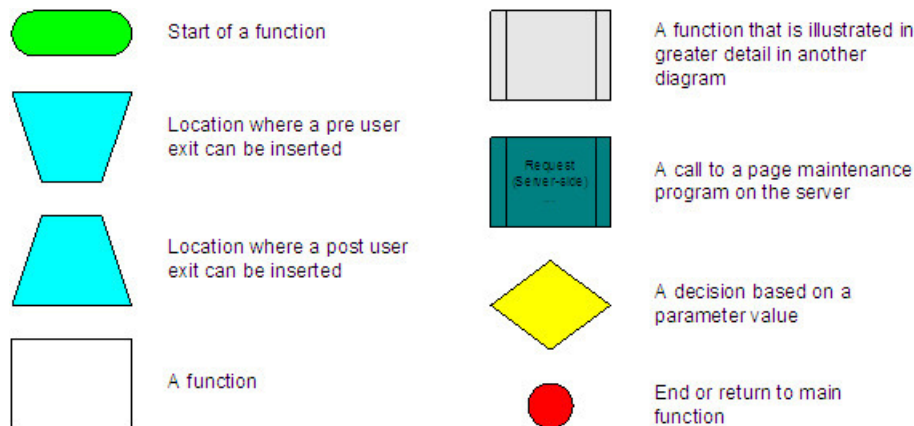 Start of a function
Location where a pre user
exit can be inserted
Location where a post user
exit can be inserted
A function
A function that is illustrated in
greater detail in another
diagram
Request
(Server-side)
....
A call to a page maintenance
program on the server
A decision based on a
parameter value
End or return to main
function